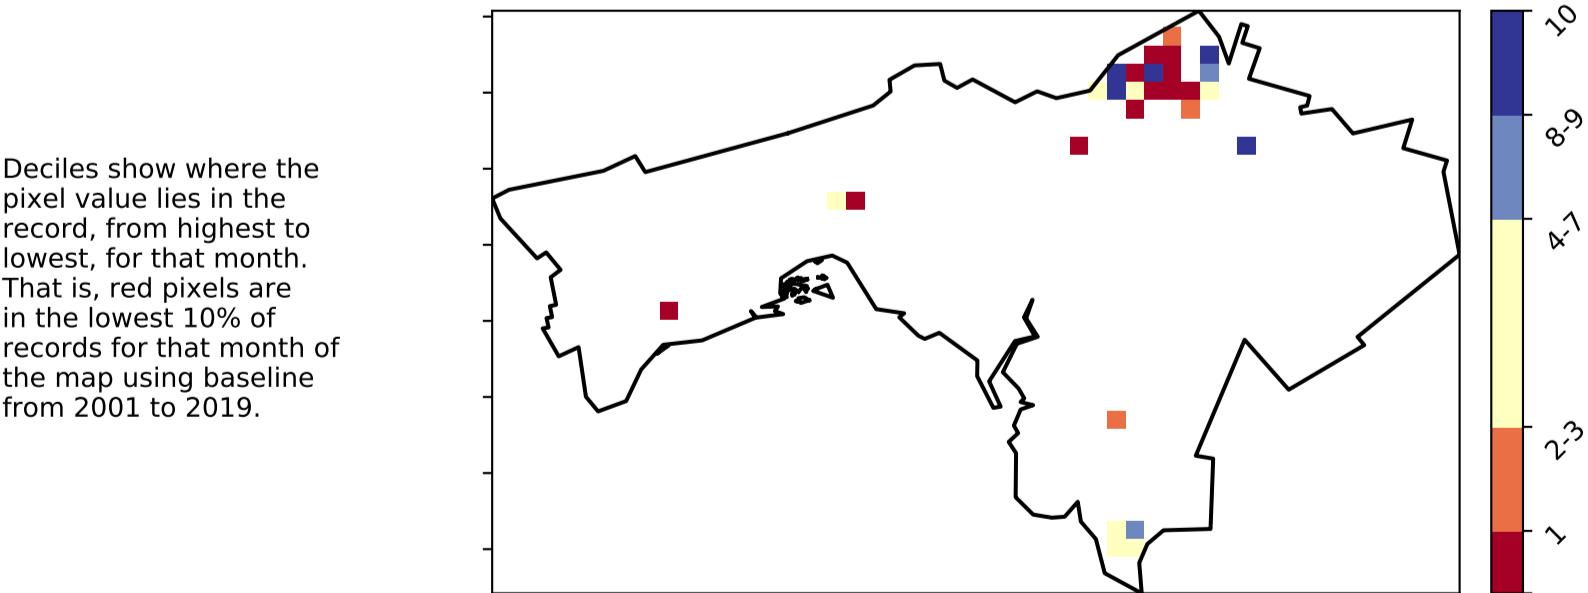 Deciles show where the
pixel value lies in the
record, from highest to
lowest, for that month.
That is, red pixels are
in the lowest 10% of
records for that month of
the map using baseline
from 2001 to 2019.
10
8-9
4-7
2-3
1